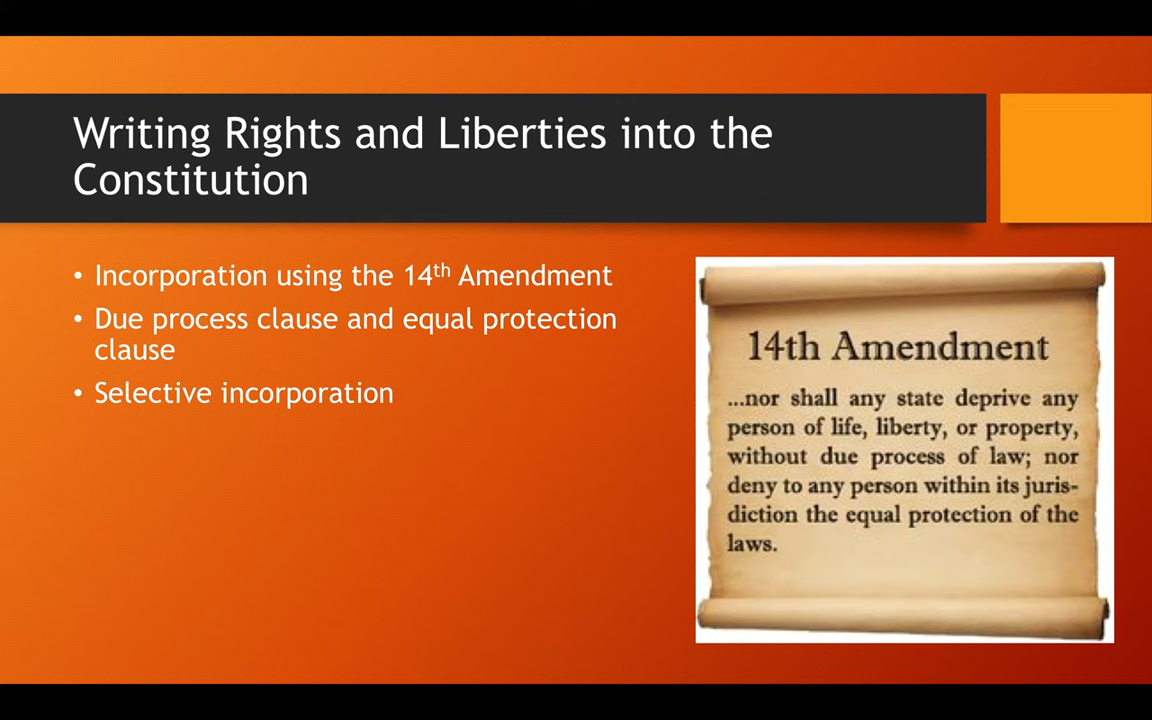 Writing Rights and Liberties into the
Constitution
• Incorporation using the 14th Amendment
• Due process clause and equal protection
clause
• Selective incorporation
14th Amendment
...nor shall any state deprive any
person of life, liberty, or property,
without due process of law; nor
deny to any person within its juris-
diction the equal protection of the
laws.